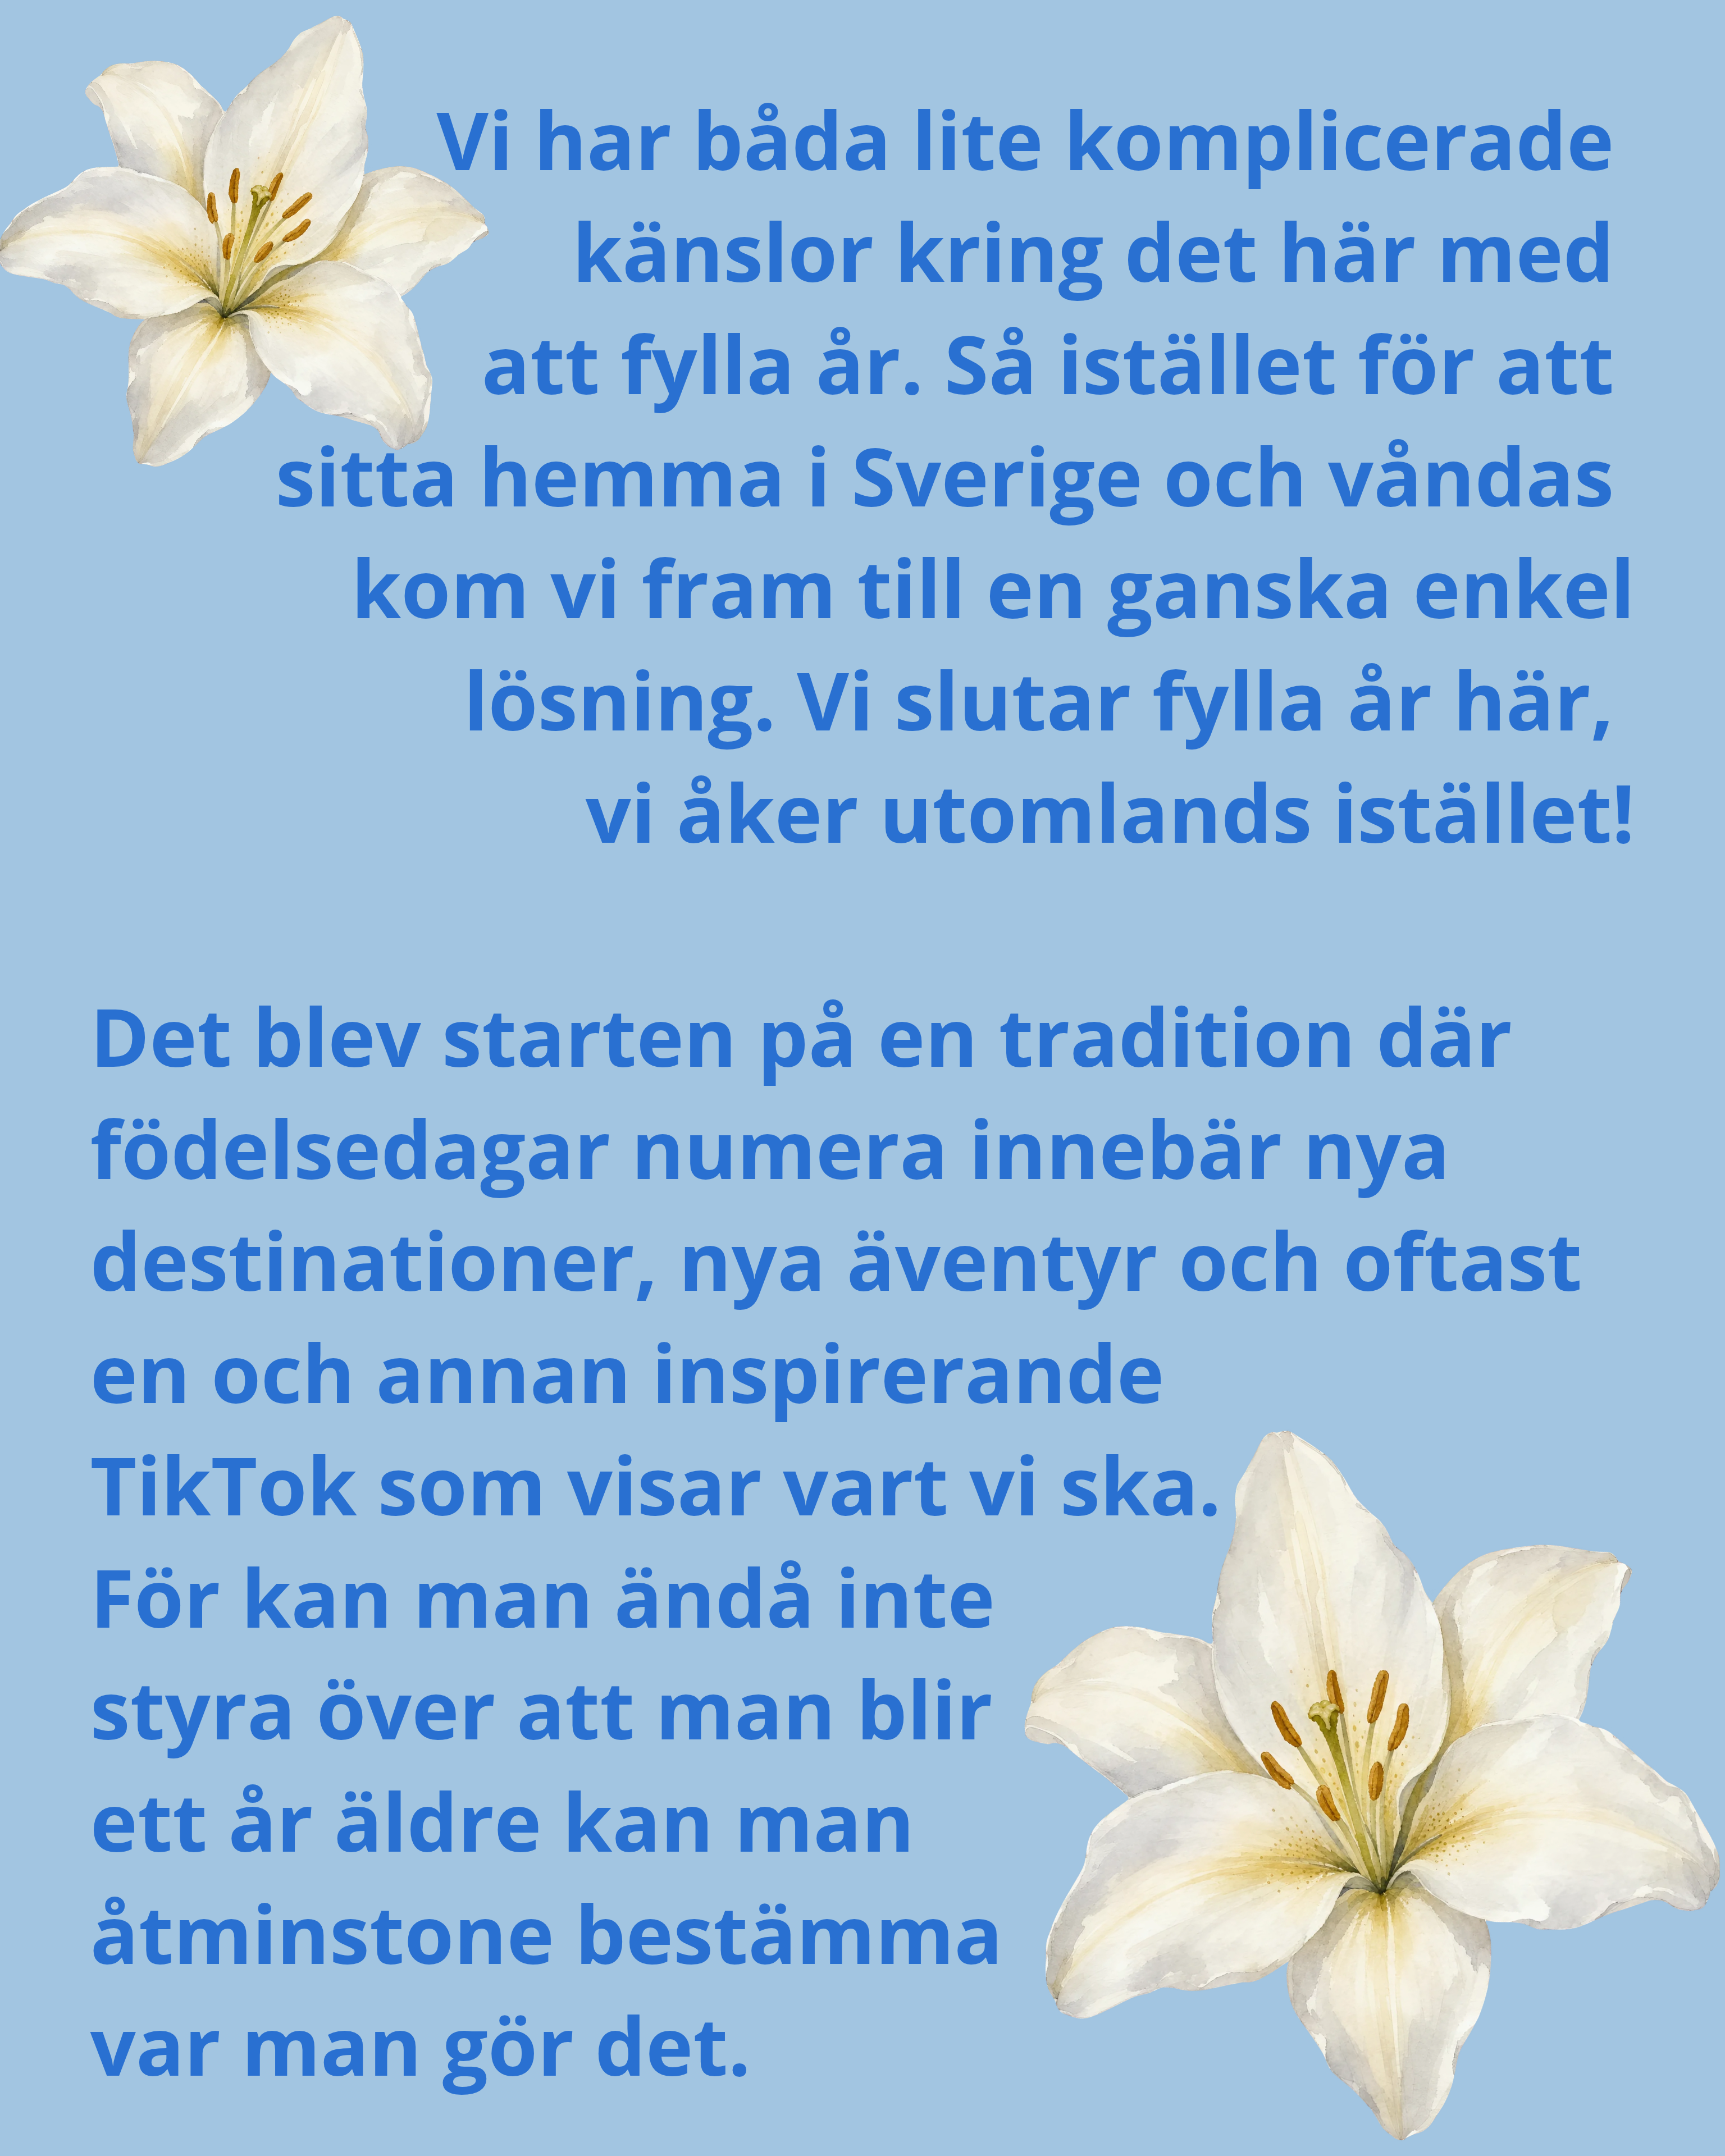 Vi har båda lite komplicerade
känslor kring det här med
att fylla år. Så istället för att
sitta hemma i Sverige och våndas
kom vi fram till en ganska enkel
lösning. Vi slutar fylla år här,
vi åker utomlands istället!
Det blev starten på en tradition där
födelsedagar numera innebär nya
destinationer, nya äventyr och oftast
en och annan inspirerande
TikTok som visar vart vi ska.
För kan man ändå inte
styra över att man blir
ett år äldre kan man
åtminstone bestämma
var man gör det.